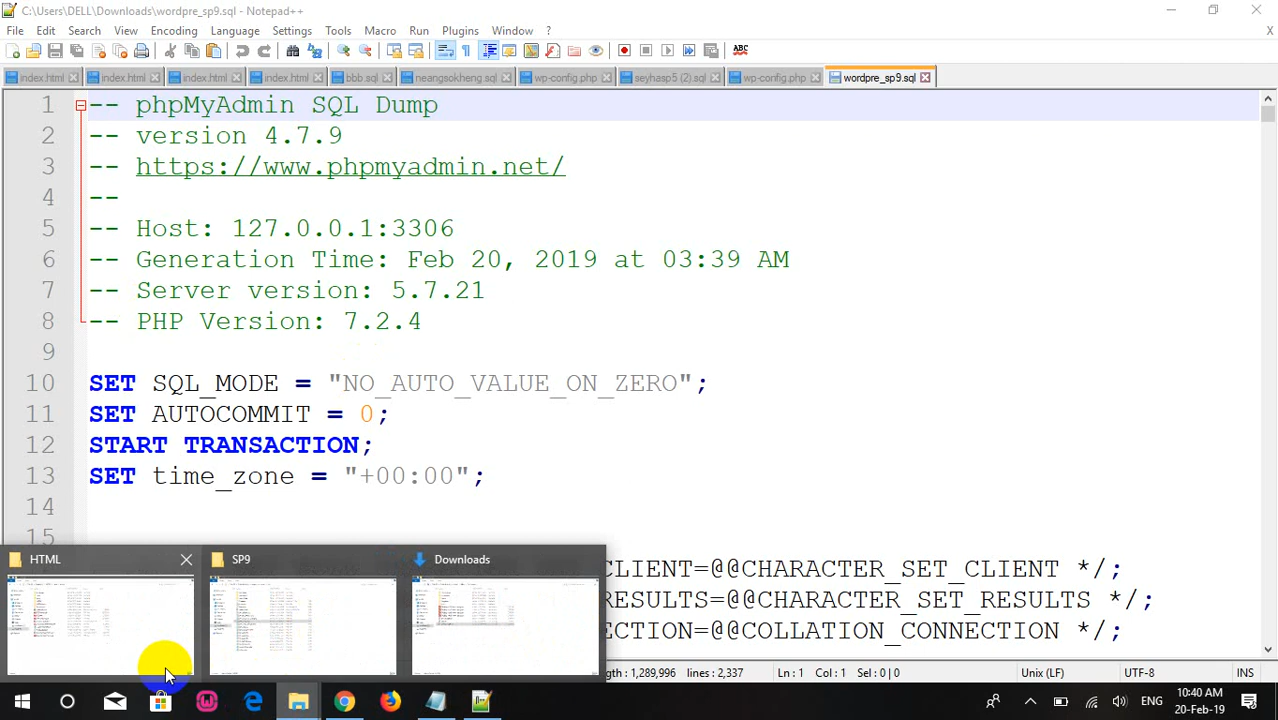 C:\Users\DELL\Downloads\wordpre_sp9.sql - Notepad++
File Edit Search View Encoding Language Settings Tools Macro Run Plugins Window ? X
ABC
index.html index.html index.html index.html bbb.sql neangsokheng.sql wp-config.php seyhasp5 (2).sql wp-config.php wordpre_sp9.sql
1 -- phpMyAdmin SQL Dump
2 -- version 4.7.9
3 -- https://www.phpmyadmin.net/
4 --
5 -- Host: 127.0.0.1:3306
6 -- Generation Time: Feb 20, 2019 at 03:39 AM
7 -- Server version: 5.7.21
8 -- PHP Version: 7.2.4
9
10 SET SQL_MODE = "NO_AUTO_VALUE_ON_ZERO";
11 SET AUTOCOMMIT = 0;
12 START TRANSACTION;
13 SET time_zone = "+00:00";
14
15
HTML SP9 Downloads
CLIENT=@@CHARACTER_SET_CLIENT */;
RESULTS=@@CHARACTER_SET_RESULTS */;
ECTION=@@COLLATION_CONNECTION */;
lines: 2,337 Ln: 1 Col: 1 Sel: 0 | 0 Unix (LF) UTF-8 INS
ENG
10:40 AM
20-Feb-19